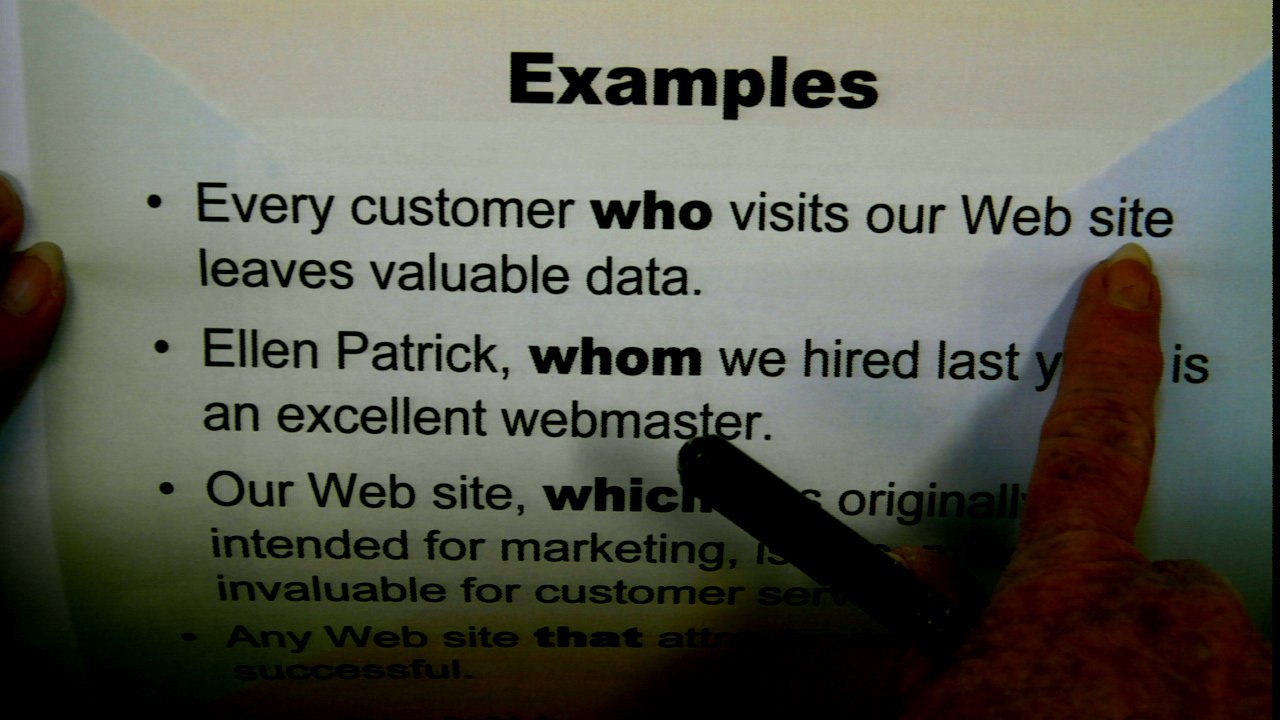 Examples
• Every customer who visits our Web site
leaves valuable data.
• Ellen Patrick, whom we hired last is
an excellent webmaster.
• Our Web site, which originally
intended for marketing, is
invaluable for customer
• Any Web site that
successful.